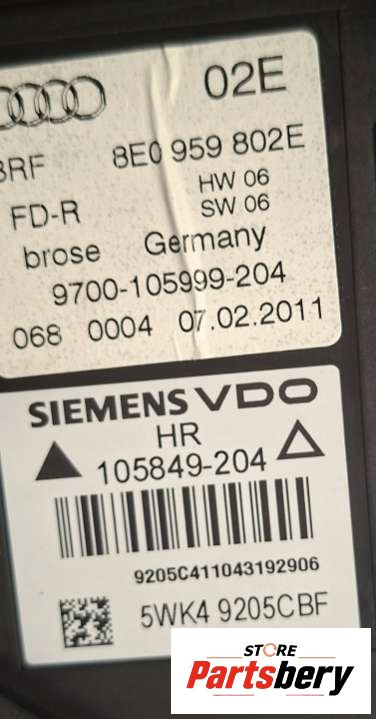 02E
8E0 959 802E
HW 06
FD-R SW 06
brose Germany
9700-105999-204
068 0004 07.02.2011
SIEMENS VDO
HR
105849-204
9205C411043192906
5WK4 9205CBF
STORE
Partsbery